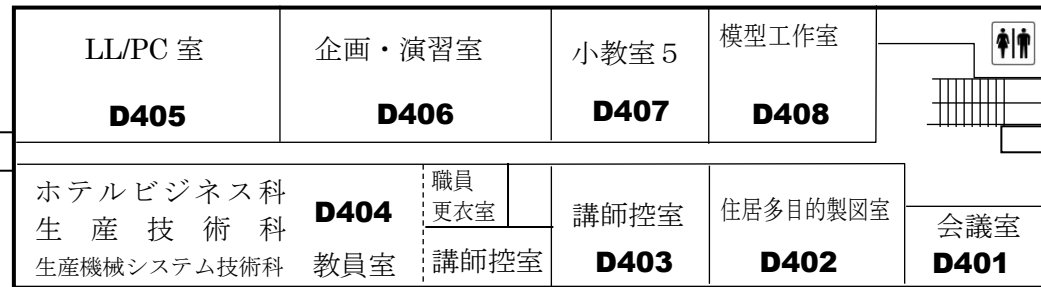 LL/PC 室
D405
企画・演習室
D406
小教室５
D407
模型工作室
D408
ホテルビジネス科
生産技術科
生産機械システム技術科
D404
教員室
職員
更衣室
講師控室
講師控室
D403
住居多目的製図室
D402
会議室
D401